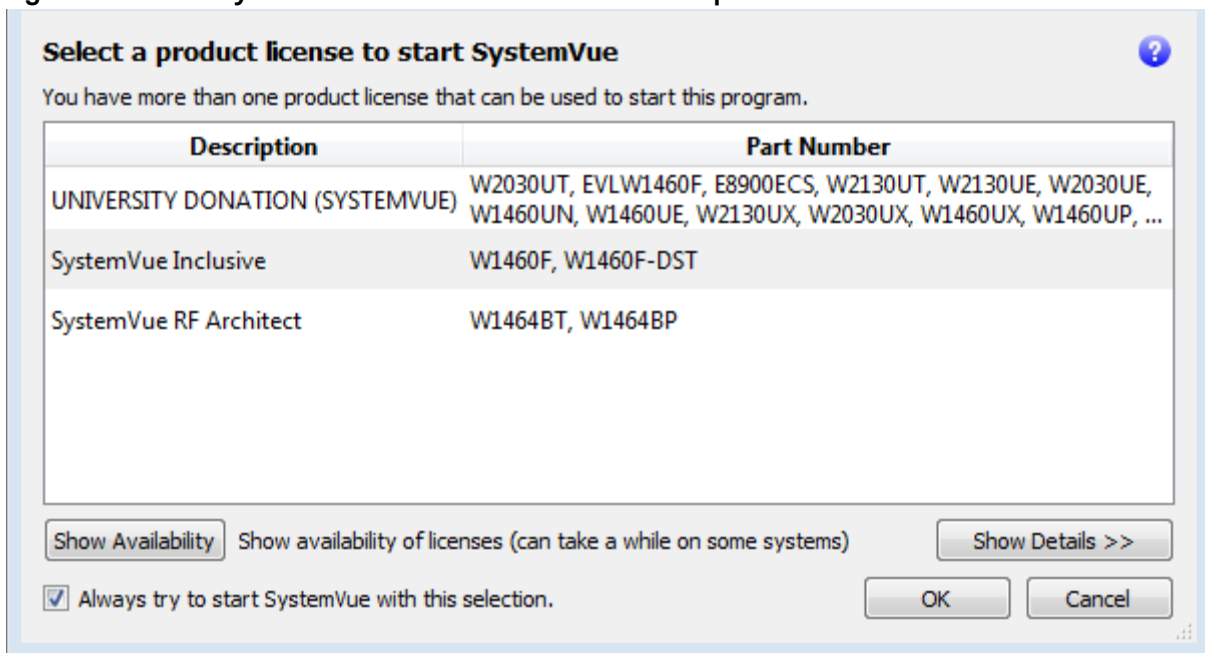 Select a product license to start SystemVue
You have more than one product license that can be used to start this program.
Description Part Number
UNIVERSITY DONATION (SYSTEMVUE) W2030UT, EVLW1460F, E8900ECS, W2130UT, W2130UE, W2030UE,
W1460UN, W1460UE, W2130UX, W2030UX, W1460UX, W1460UP, ...
SystemVue Inclusive W1460F, W1460F-DST
SystemVue RF Architect W1464BT, W1464BP
Show Availability Show availability of licenses (can take a while on some systems) Show Details >>
Always try to start SystemVue with this selection. OK Cancel